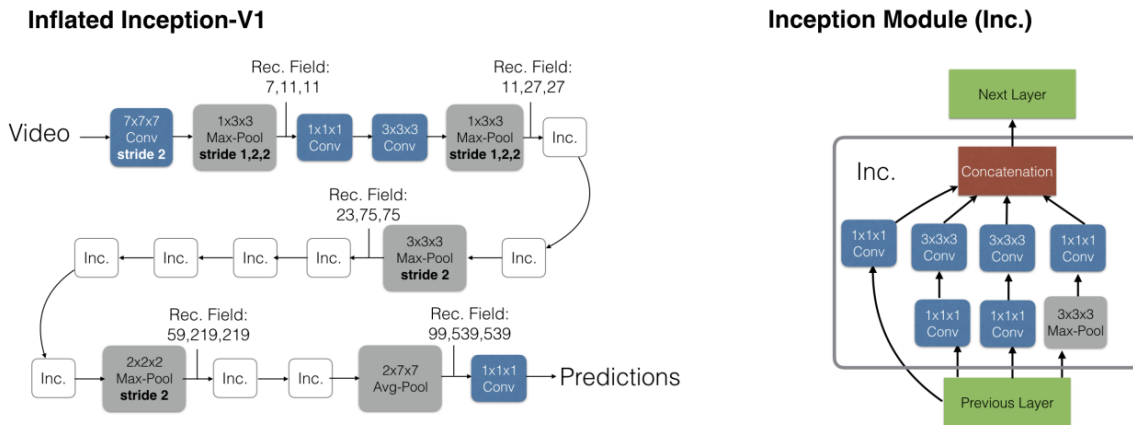 Inflated Inception-V1
Video
7x7x7
Conv
stride 2
1x3x3
Max-Pool
stride 1,2,2
Rec. Field:
7,11,11
1x1x1
Conv
3x3x3
Conv
1x3x3
Max-Pool
stride 1,2,2
Rec. Field:
11,27,27
Inc.
Inc.
3x3x3
Max-Pool
stride 2
Rec. Field:
23,75,75
Inc.
Inc.
Inc.
Inc.
Inc.
2x2x2
Max-Pool
stride 2
Rec. Field:
59,219,219
Inc.
Inc.
2x7x7
Avg-Pool
Rec. Field:
99,539,539
1x1x1
Conv
Predictions
Inception Module (Inc.)
Next Layer
Inc.
Concatenation
1x1x1
Conv
3x3x3
Conv
3x3x3
Conv
1x1x1
Conv
1x1x1
Conv
1x1x1
Conv
3x3x3
Max-Pool
Previous Layer